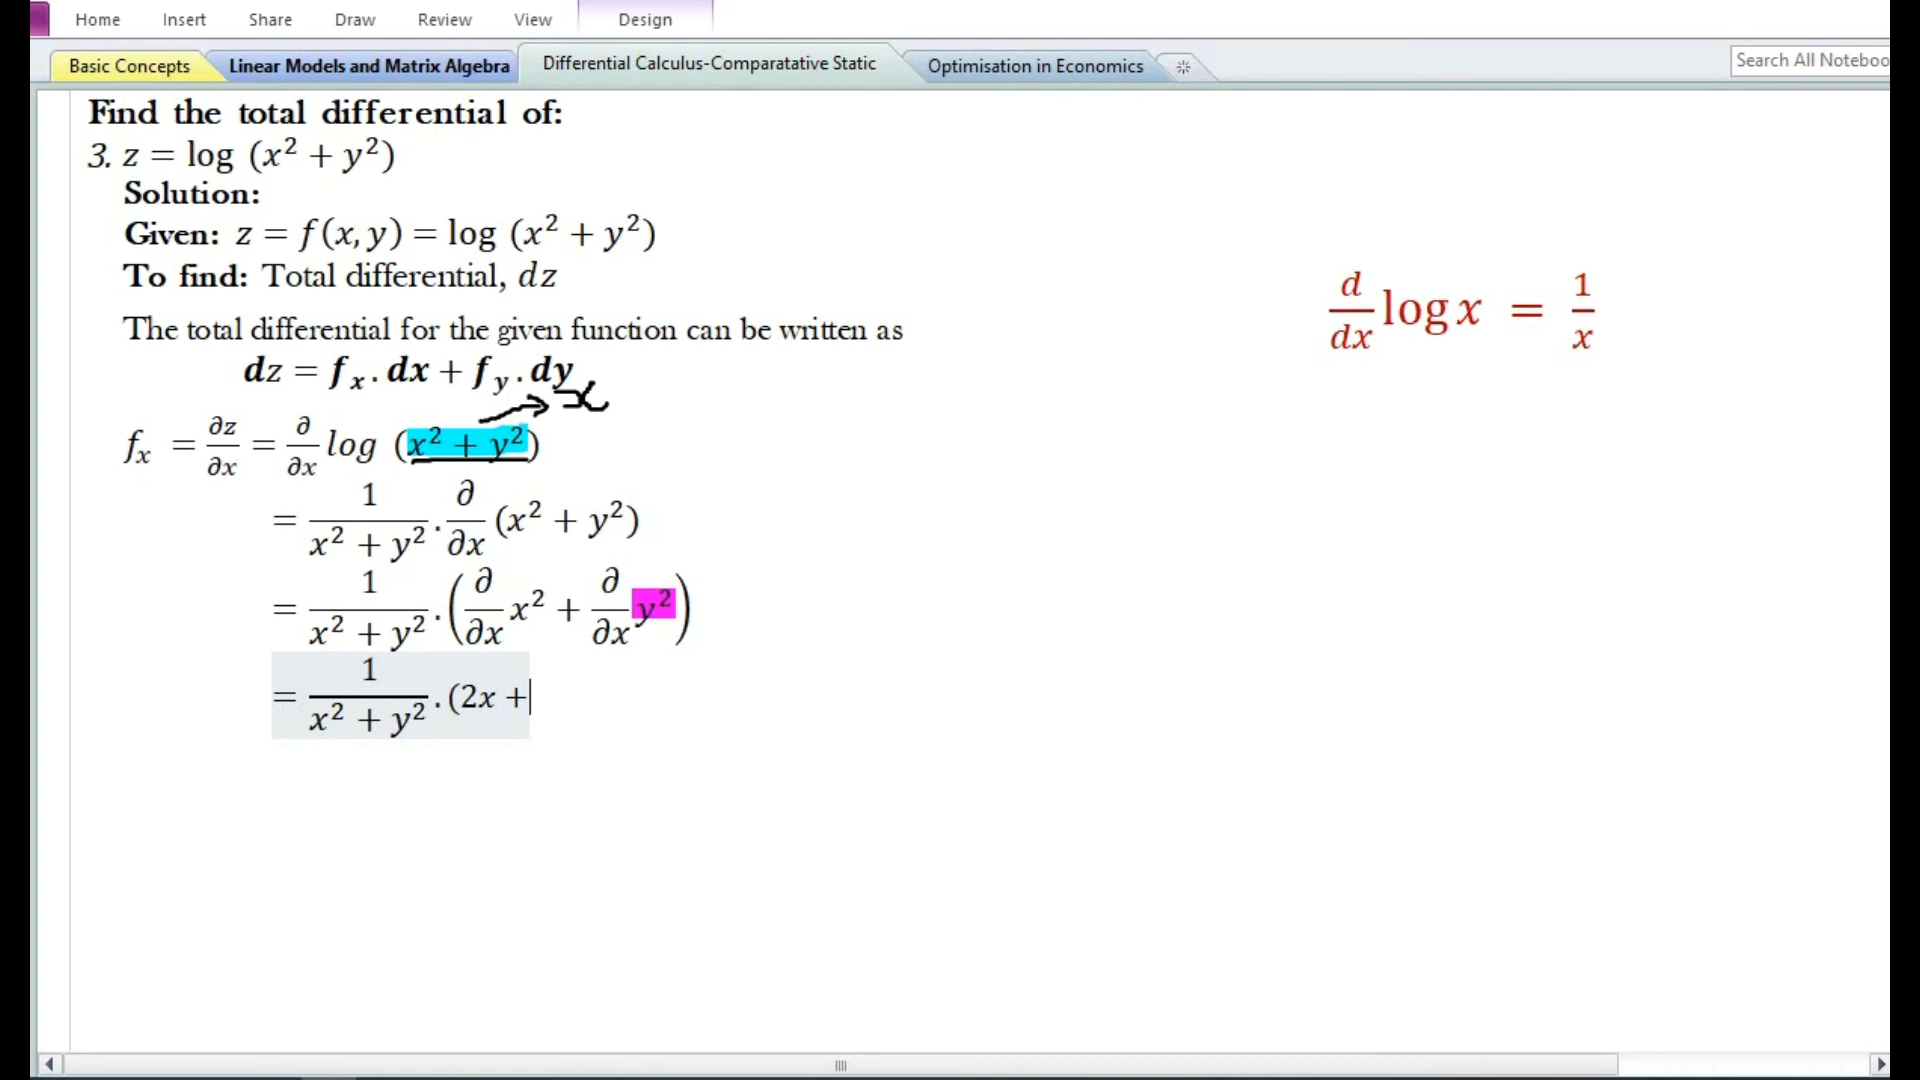 Home Insert Share Draw Review View Design
Basic Concepts Linear Models and Matrix Algebra Differential Calculus-Comparatative Static Optimisation in Economics Search All Noteboo
Find the total differential of:
3. z = log (x² + y²)
Solution:
Given: z = f(x, y) = log (x² + y²)
To find: Total differential, dz
The total differential for the given function can be written as
dz = fₓ. dx + f_y. dy
x
fₓ = ∂z/∂x = ∂/∂x log (x² + y²)
= 1/(x² + y²) . ∂/∂x (x² + y²)
= 1/(x² + y²) . (∂/∂x x² + ∂/∂x y²)
= 1/(x² + y²) . (2x +
d/dx log x = 1/x